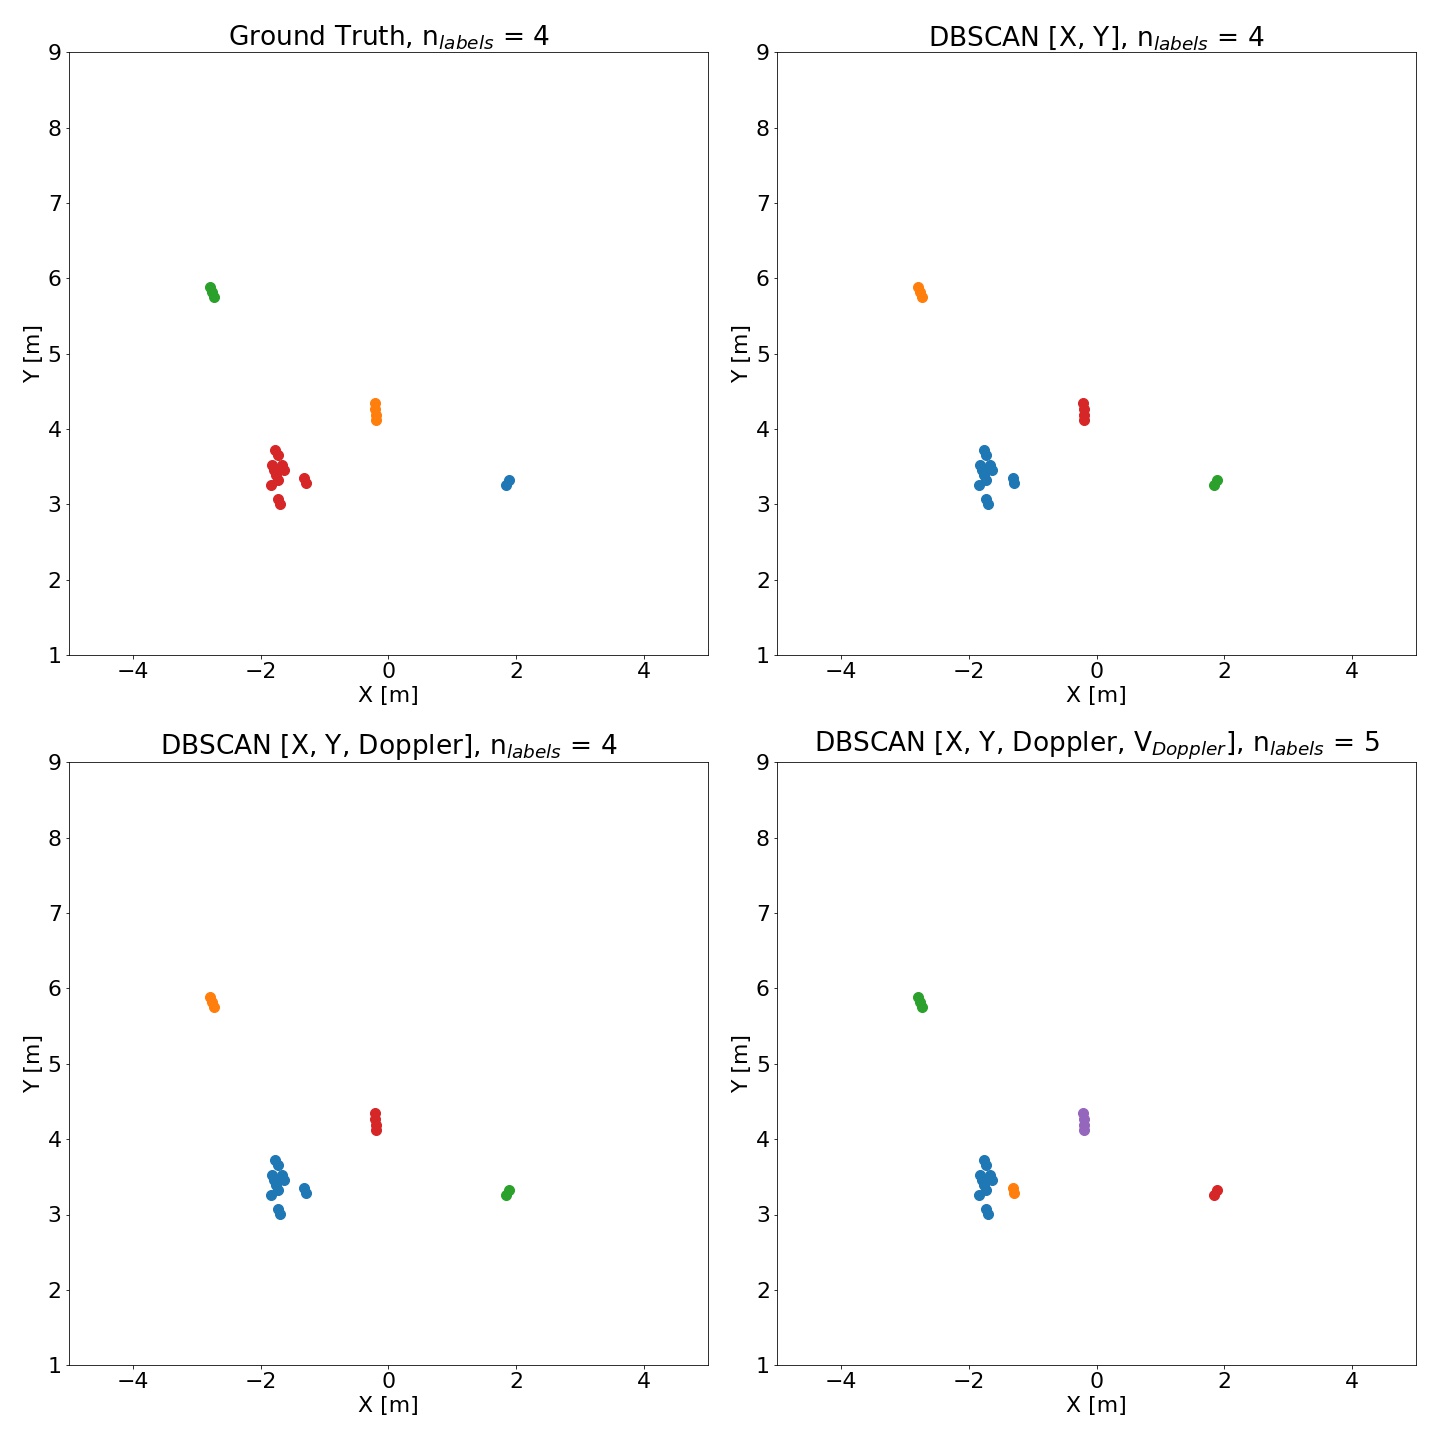 Ground Truth, n_labels = 4
9
8
7
6
5
4
3
2
1
Y [m]
−4 −2 0 2 4
X [m]
DBSCAN [X, Y], n_labels = 4
9
8
7
6
5
4
3
2
1
Y [m]
−4 −2 0 2 4
X [m]
DBSCAN [X, Y, Doppler], n_labels = 4
9
8
7
6
5
4
3
2
1
Y [m]
−4 −2 0 2 4
X [m]
DBSCAN [X, Y, Doppler, V_Doppler], n_labels = 5
9
8
7
6
5
4
3
2
1
Y [m]
−4 −2 0 2 4
X [m]